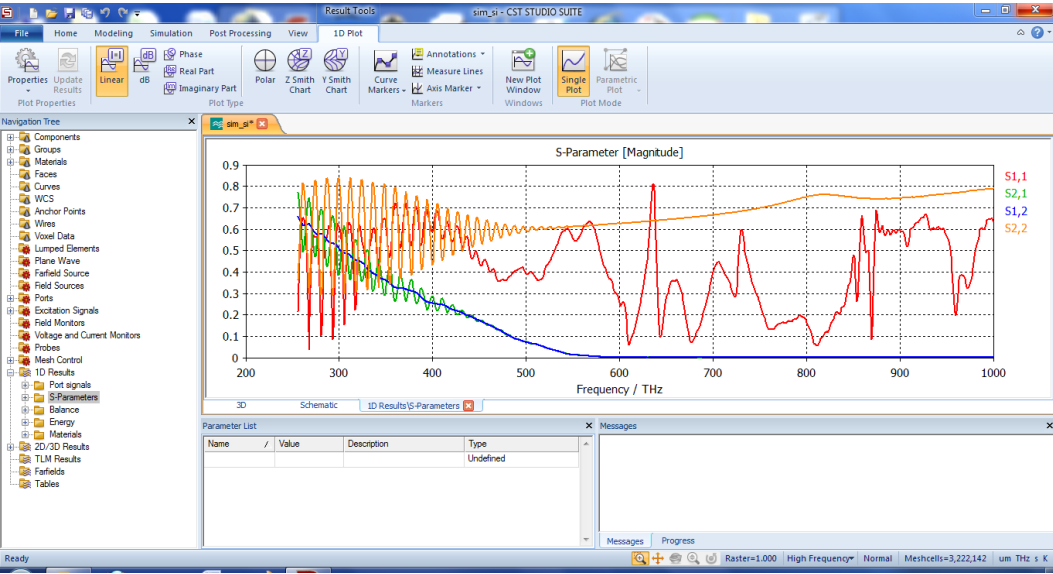 Result Tools
sim_si - CST STUDIO SUITE
File Home Modeling Simulation Post Processing View 1D Plot
Properties Update Results
Linear dB
Phase
Real Part
Imaginary Part
Polar Z Smith Chart Y Smith Chart
Curve Markers
Annotations
Measure Lines
Axis Marker
New Plot Window
Single Plot
Parametric Plot
Plot Properties Plot Type Markers Windows Plot Mode
Navigation Tree
Components
Groups
Materials
Faces
Curves
WCS
Anchor Points
Wires
Voxel Data
Lumped Elements
Plane Wave
Farfield Source
Field Sources
Ports
Excitation Signals
Field Monitors
Voltage and Current Monitors
Probes
Mesh Control
1D Results
Port signals
S-Parameters
Balance
Energy
Materials
2D/3D Results
TLM Results
Farfields
Tables
sim_si*
S-Parameter [Magnitude]
0.9
0.8
0.7
0.6
0.5
0.4
0.3
0.2
0.1
0
200 300 400 500 600 700 800 900 1000
Frequency / THz
S1,1
S2,1
S1,2
S2,2
3D Schematic 1D Results\S-Parameters
Parameter List
Name / Value Description Type
Undefined
Messages
Messages Progress
Ready
Raster=1.000 High Frequency Normal Meshcells=3,222,142 um THz s K